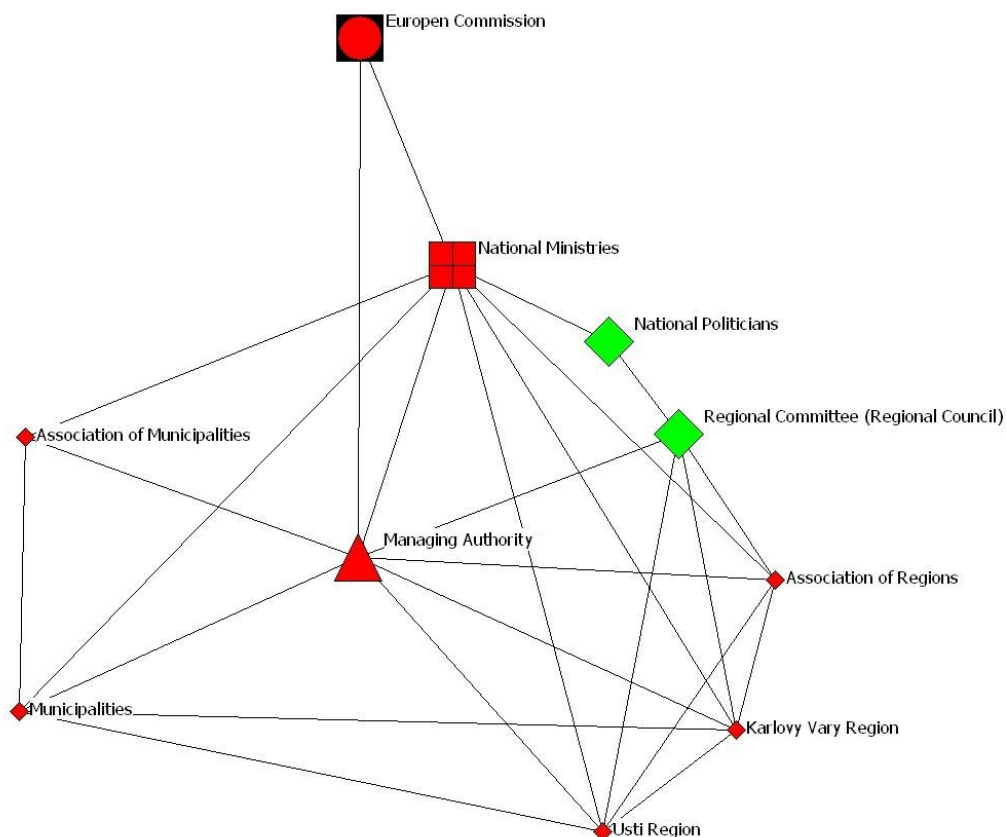 Europen Commission
National Ministries
National Politicians
Regional Committee (Regional Council)
Association of Municipalities
Managing Authority
Association of Regions
Municipalities
Karlovy Vary Region
Usti Region